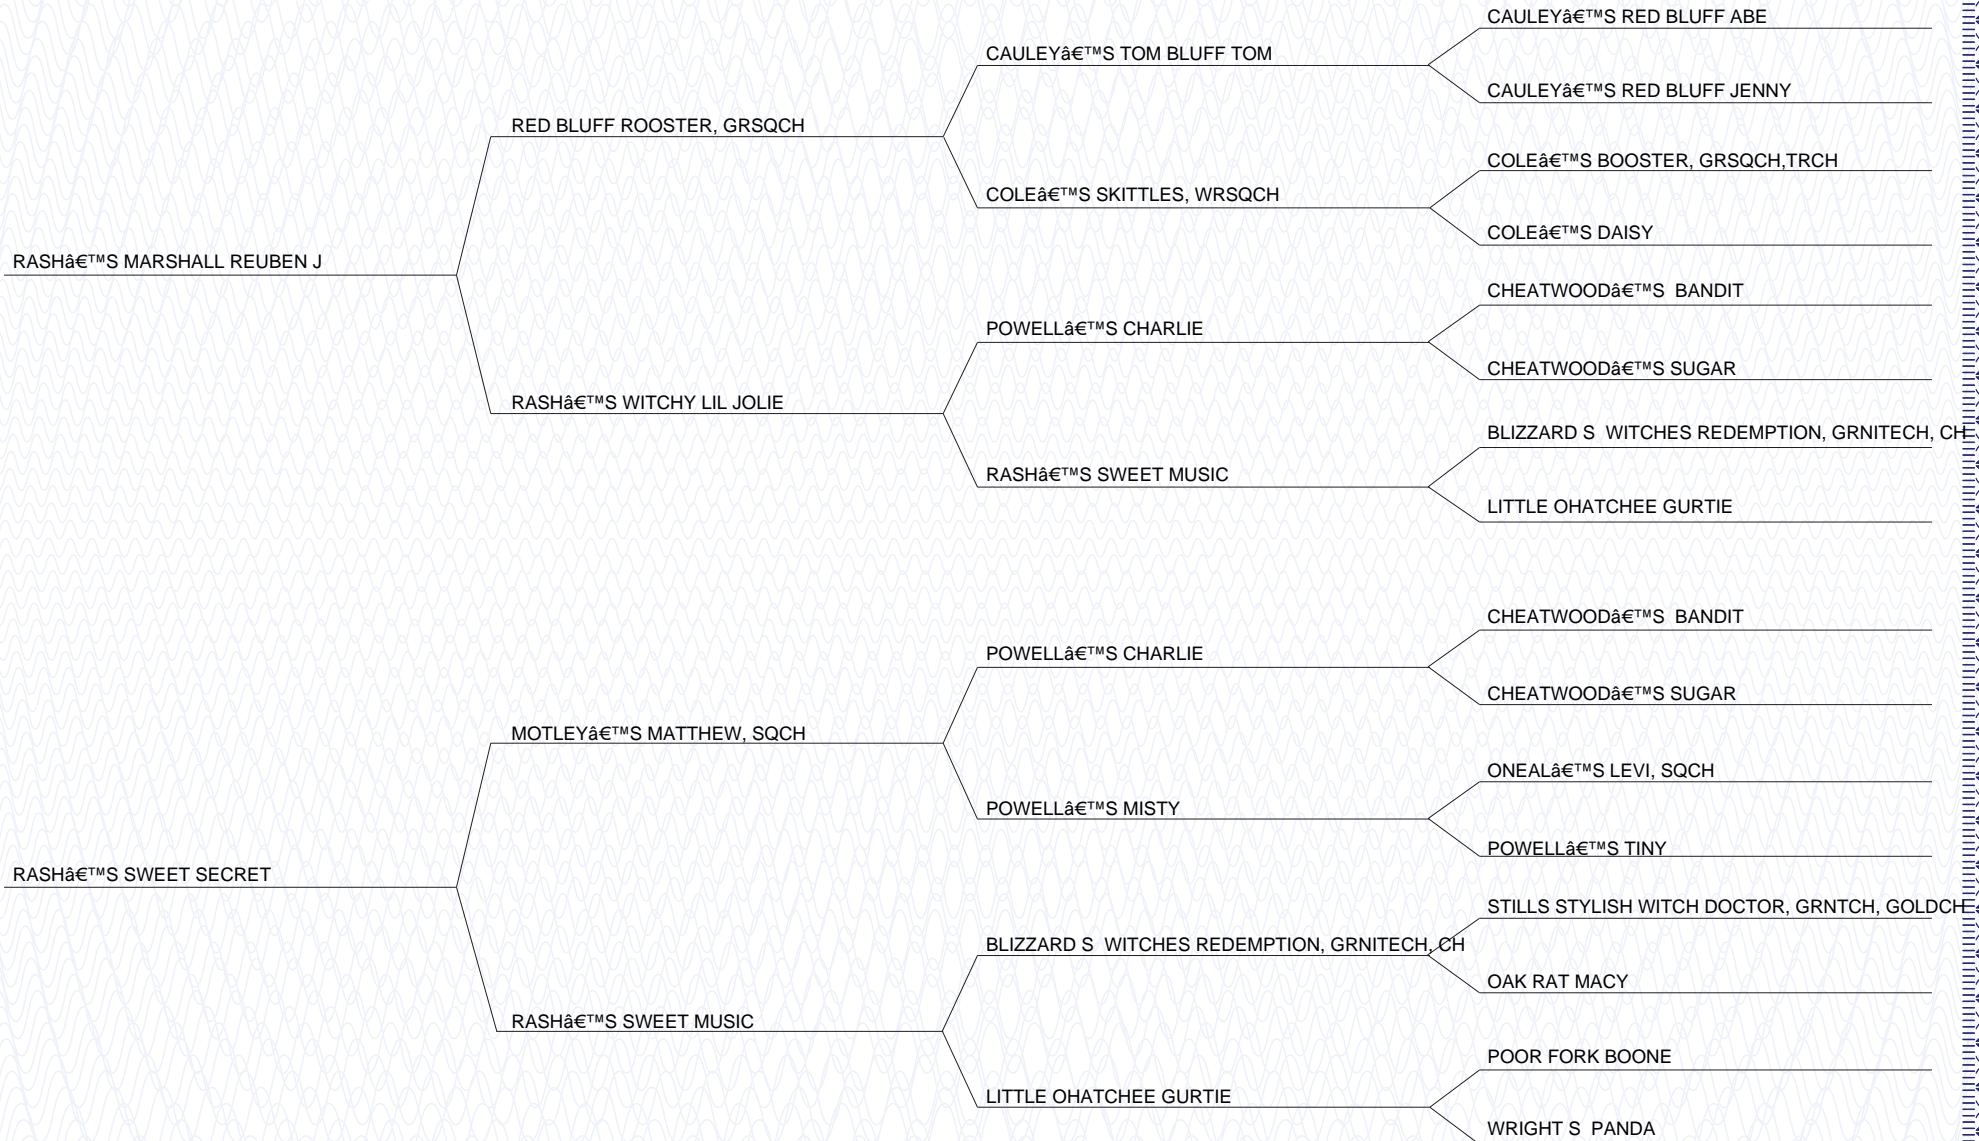 CAULEYâ€™S RED BLUFF ABE
CAULEYâ€™S TOM BLUFF TOM
CAULEYâ€™S RED BLUFF JENNY
RED BLUFF ROOSTER, GRSQCH
COLEâ€™S BOOSTER, GRSQCH,TRCH
COLEâ€™S SKITTLES, WRSQCH
COLEâ€™S DAISY
RASHâ€™S MARSHALL REUBEN J
CHEATWOODâ€™S  BANDIT
POWELLâ€™S CHARLIE
CHEATWOODâ€™S SUGAR
RASHâ€™S WITCHY LIL JOLIE
BLIZZARD S  WITCHES REDEMPTION, GRNITECH, CH
RASHâ€™S SWEET MUSIC
LITTLE OHATCHEE GURTIE
CHEATWOODâ€™S  BANDIT
POWELLâ€™S CHARLIE
CHEATWOODâ€™S SUGAR
MOTLEYâ€™S MATTHEW, SQCH
ONEALâ€™S LEVI, SQCH
POWELLâ€™S MISTY
POWELLâ€™S TINY
RASHâ€™S SWEET SECRET
STILLS STYLISH WITCH DOCTOR, GRNTCH, GOLDCH
BLIZZARD S  WITCHES REDEMPTION, GRNITECH, CH
OAK RAT MACY
RASHâ€™S SWEET MUSIC
POOR FORK BOONE
LITTLE OHATCHEE GURTIE
WRIGHT S  PANDA